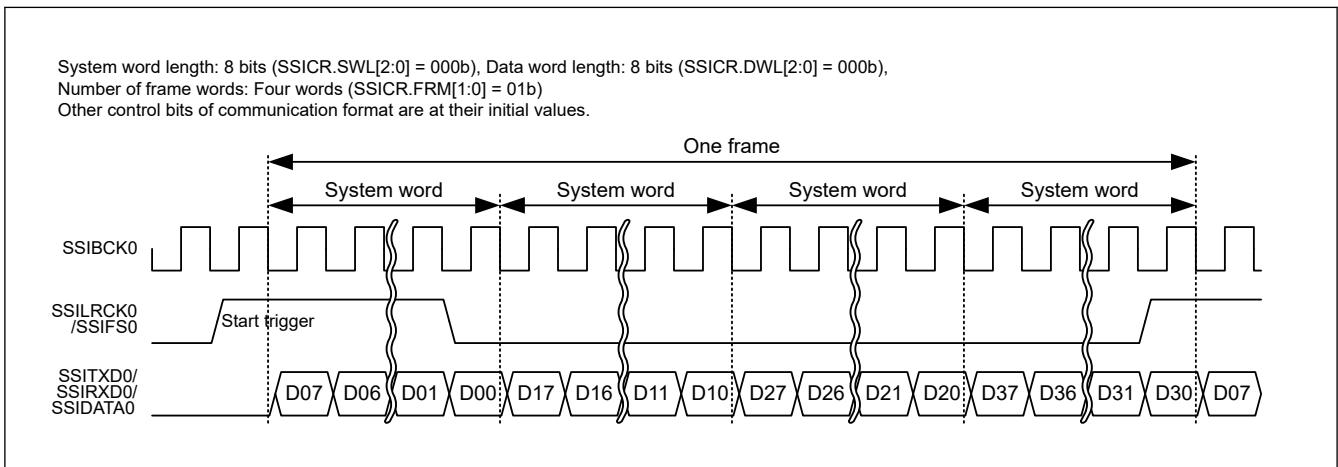 System word length: 8 bits (SSICR.SWL[2:0] = 000b), Data word length: 8 bits (SSICR.DWL[2:0] = 000b),
Number of frame words: Four words (SSICR.FRM[1:0] = 01b)
Other control bits of communication format are at their initial values.
One frame
System word System word System word System word
SSIBCK0
SSILRCK0
/SSIFS0
Start trigger
SSITXD0/
SSIRXD0/
SSIDATA0
D07 D06 D01 D00 D17 D16 D11 D10 D27 D26 D21 D20 D37 D36 D31 D30 D07